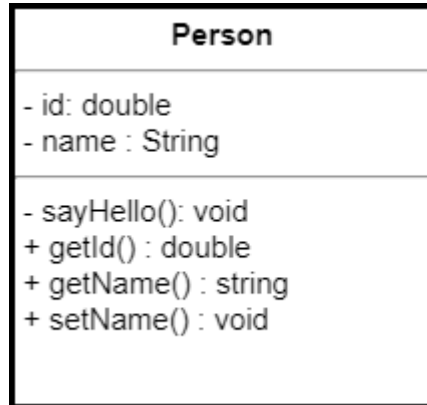 Person
- id: double
- name : String
- sayHello(): void
+ getId() : double
+ getName() : string
+ setName() : void